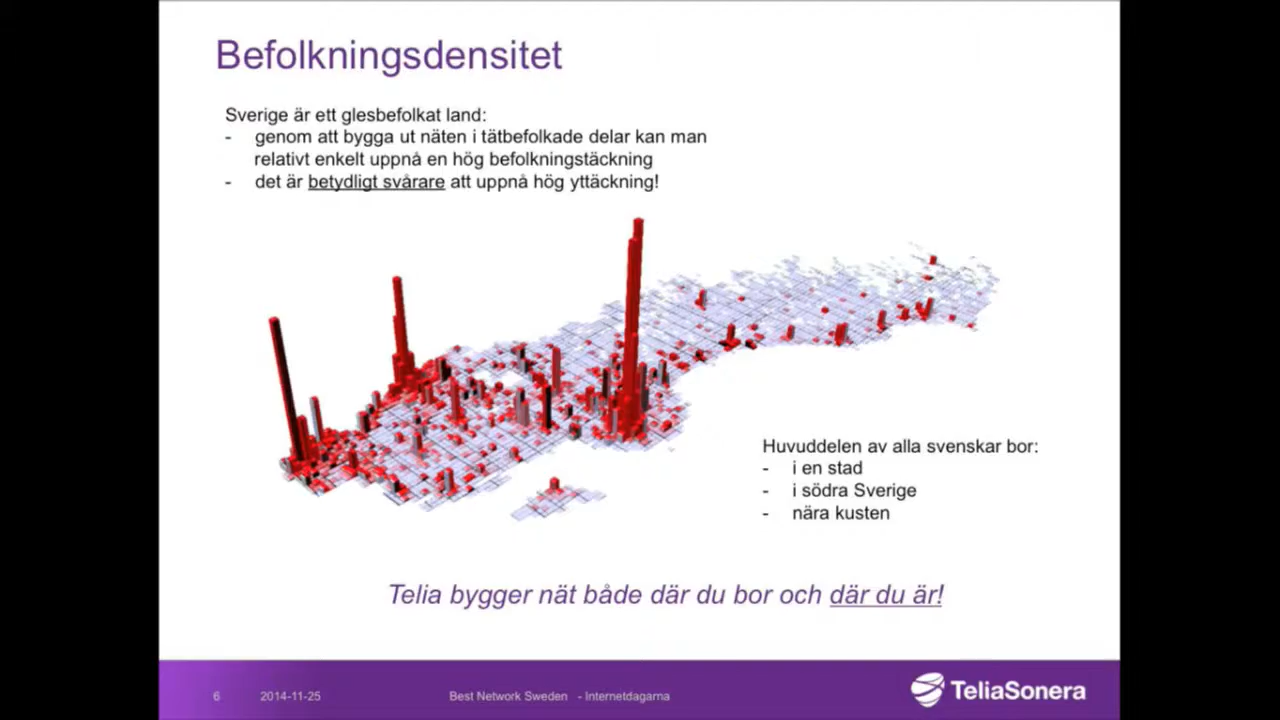 Befolkningsdensitet
Sverige är ett glesbefolkat land:
- genom att bygga ut näten i tätbefolkade delar kan man
relativt enkelt uppnå en hög befolkningstäckning
- det är betydligt svårare att uppnå hög yttäckning!
Huvuddelen av alla svenskar bor:
- i en stad
- i södra Sverige
- nära kusten
Telia bygger nät både där du bor och där du är!
6 2014-11-25 Best Network Sweden - Internetdagarna TeliaSonera